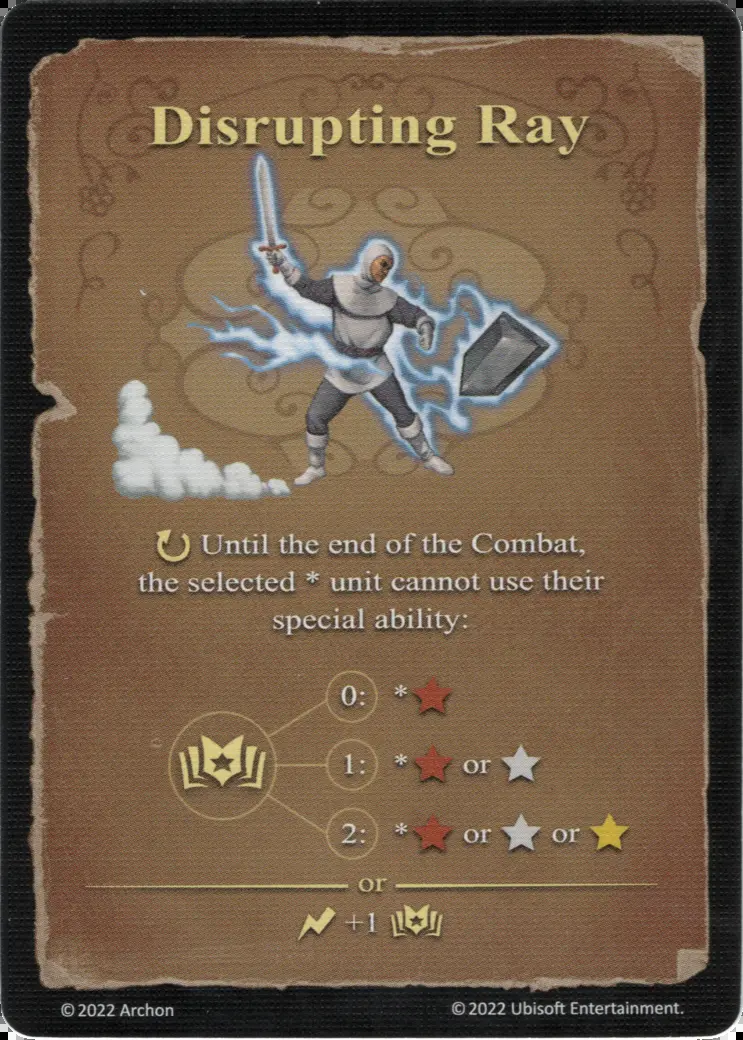 Disrupting Ray
Until the end of the Combat,
the selected * unit cannot use their
special ability:
0: *
1: * or
2: * or or
or
+1
© 2022 Archon
© 2022 Ubisoft Entertainment.